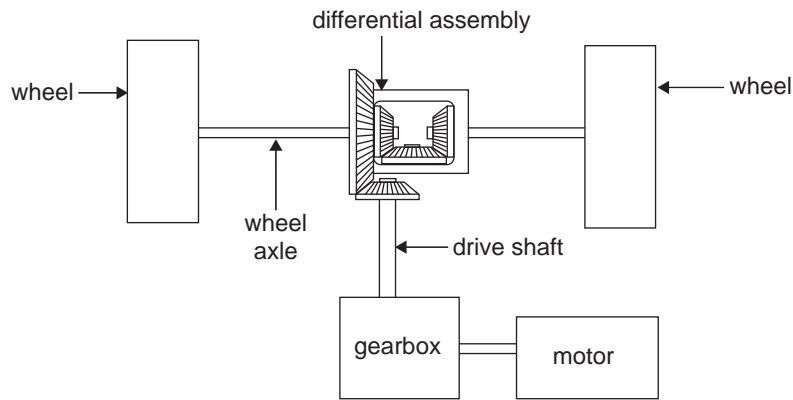 differential assembly
wheel
wheel
wheel
axle
drive shaft
gearbox
motor